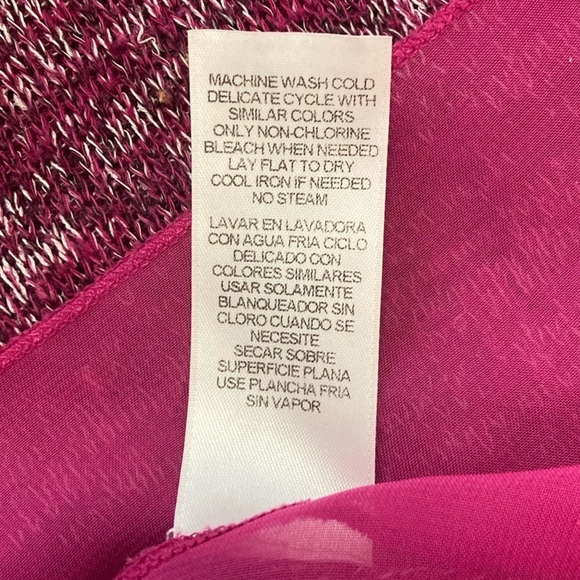 MACHINE WASH COLD
DELICATE CYCLE WITH
SIMILAR COLORS
ONLY NON-CHLORINE
BLEACH WHEN NEEDED
LAY FLAT TO DRY
COOL IRON IF NEEDED
NO STEAM
LAVAR EN LAVADORA
CON AGUA FRIA CICLO
DELICADO CON
COLORES SIMILARES
USAR SOLAMENTE
BLANQUEADOR SIN
CLORO CUANDO SE
NECESITE
SECAR SOBRE
SUPERFICIE PLANA
USE PLANCHA FRIA
SIN VAPOR